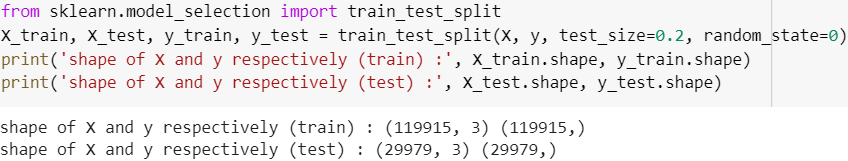 from sklearn.model_selection import train_test_split
X_train, X_test, y_train, y_test = train_test_split(X, y, test_size=0.2, random_state=0)
print('shape of X and y respectively (train) :', X_train.shape, y_train.shape)
print('shape of X and y respectively (test) :', X_test.shape, y_test.shape)
shape of X and y respectively (train) : (119915, 3) (119915,)
shape of X and y respectively (test) : (29979, 3) (29979,)